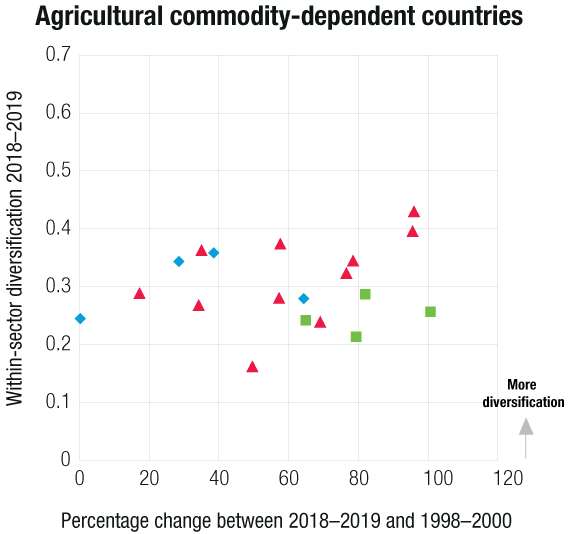 Agricultural commodity-dependent countries
Within-sector diversification 2018–2019
0.7
0.6
0.5
0.4
0.3
0.2
0.1
0
0 20 40 60 80 100 120
More
diversification
Percentage change between 2018–2019 and 1998–2000